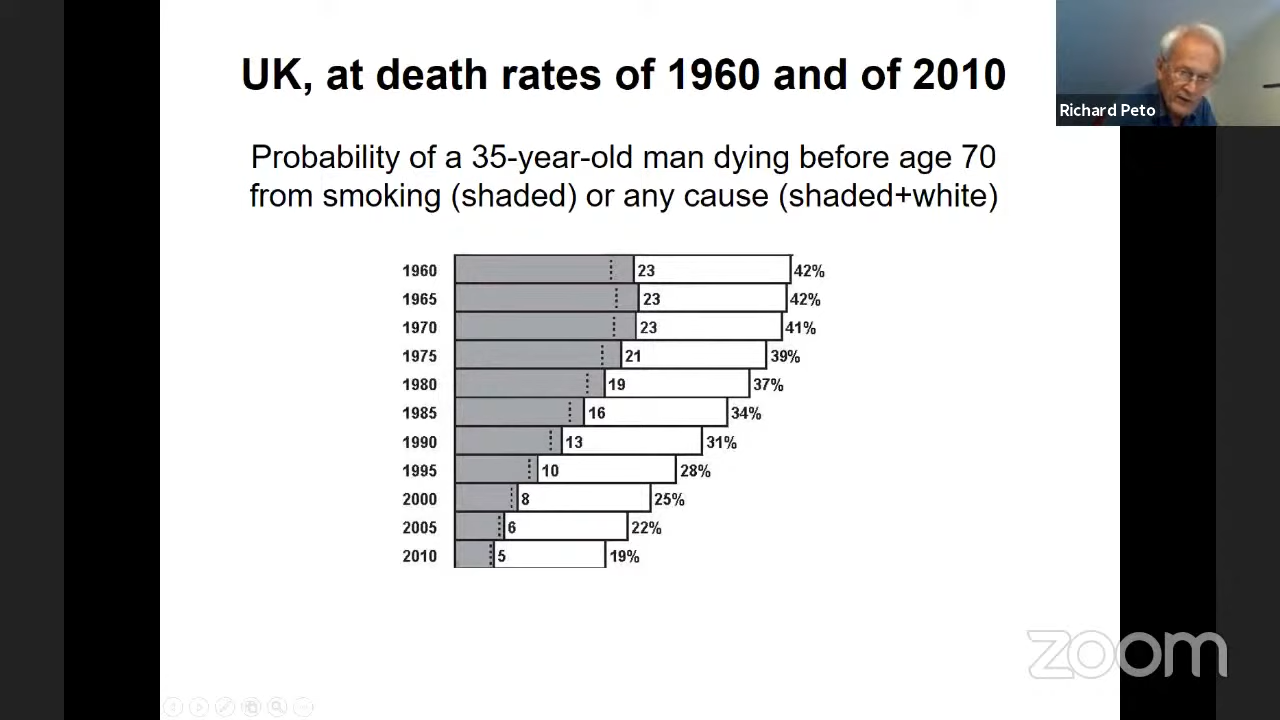 UK, at death rates of 1960 and of 2010
Richard Peto
Probability of a 35-year-old man dying before age 70
from smoking (shaded) or any cause (shaded+white)
1960 23 42%
1965 23 42%
1970 23 41%
1975 21 39%
1980 19 37%
1985 16 34%
1990 13 31%
1995 10 28%
2000 8 25%
2005 6 22%
2010 5 19%
zoom